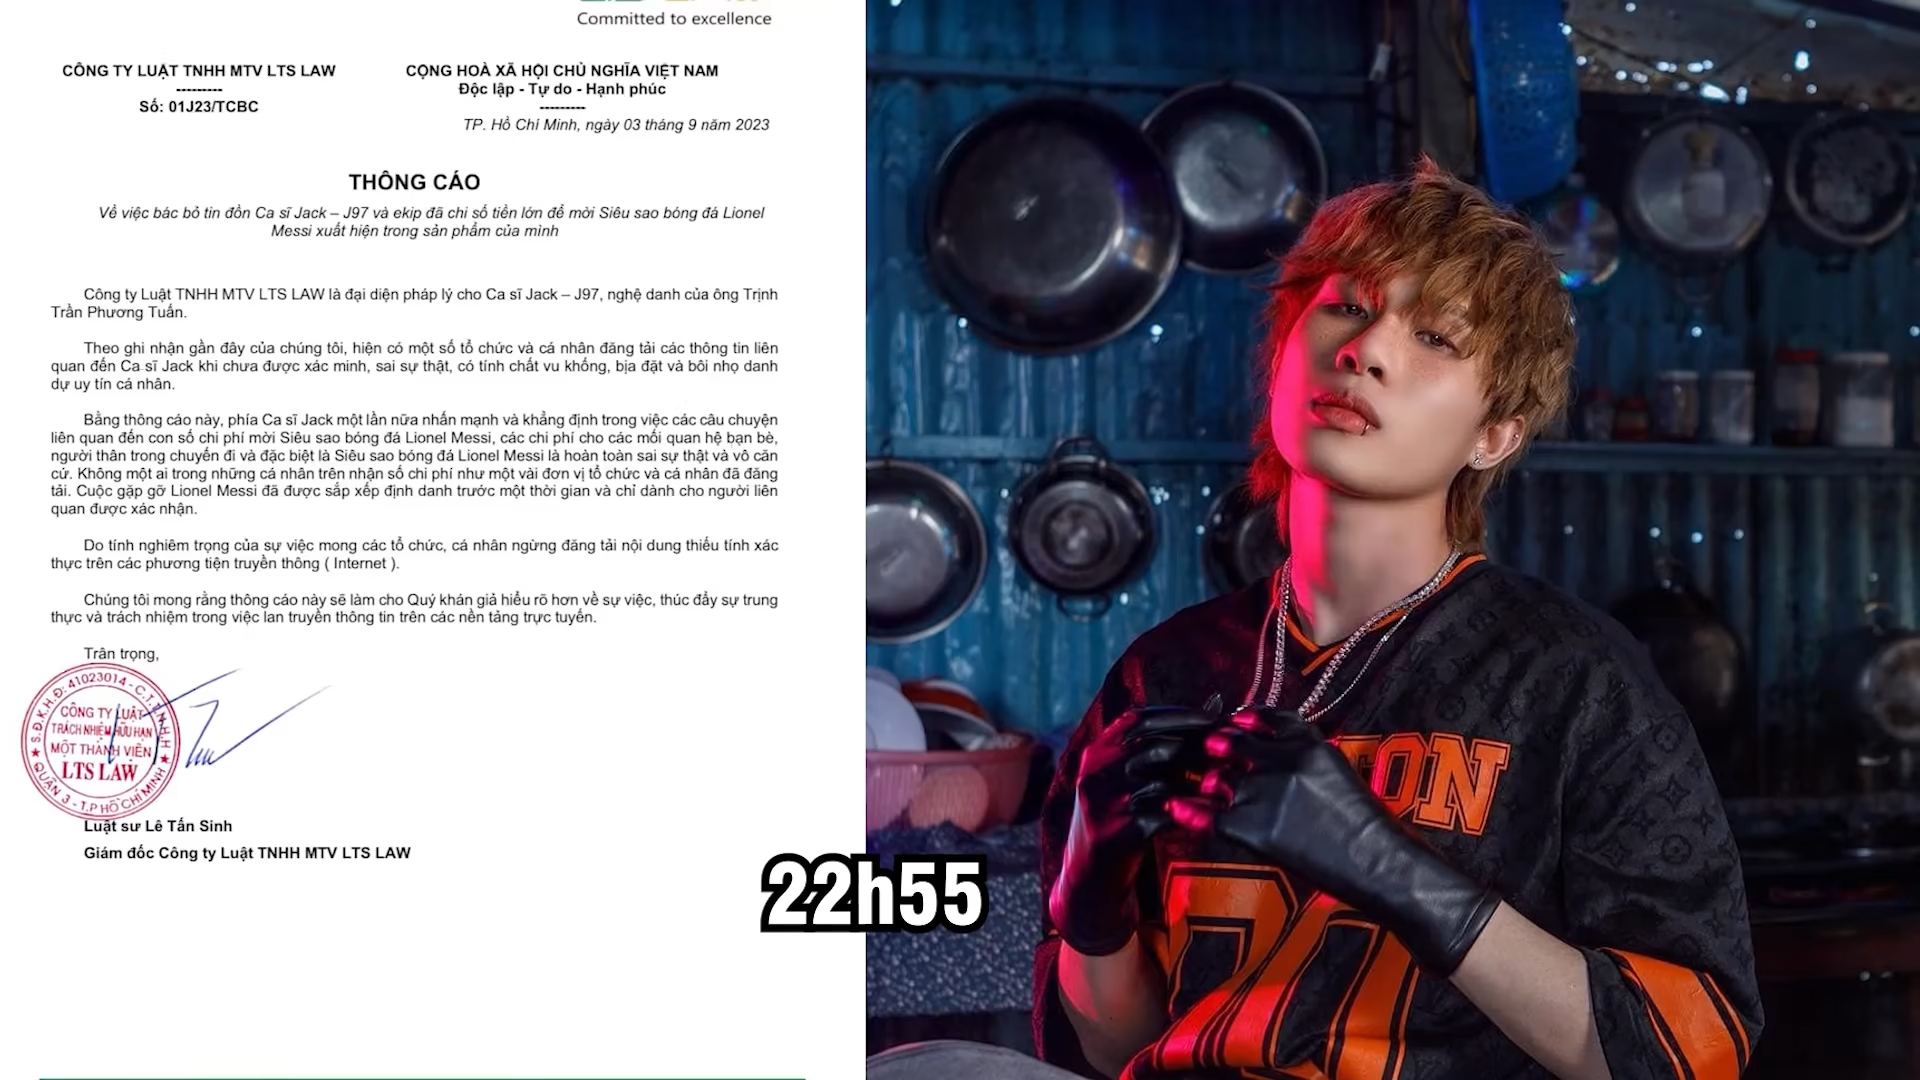 Committed to excellence
CÔNG TY LUẬT TNHH MTV LTS LAW
---------
Số: 01J23/TCBC
CỘNG HOÀ XÃ HỘI CHỦ NGHĨA VIỆT NAM
Độc lập - Tự do - Hạnh phúc
---------
TP. Hồ Chí Minh, ngày 03 tháng 9 năm 2023
THÔNG CÁO
Về việc bác bỏ tin đồn Ca sĩ Jack – J97 và ekip đã chi số tiền lớn để mời Siêu sao bóng đá Lionel
Messi xuất hiện trong sản phẩm của mình
Công ty Luật TNHH MTV LTS LAW là đại diện pháp lý cho Ca sĩ Jack – J97, nghệ danh của ông Trịnh
Trần Phương Tuấn.
Theo ghi nhận gần đây của chúng tôi, hiện có một số tổ chức và cá nhân đăng tải các thông tin liên
quan đến Ca sĩ Jack khi chưa được xác minh, sai sự thật, có tính chất vu khống, bịa đặt và bôi nhọ danh
dự uy tín cá nhân.
Bằng thông cáo này, phía Ca sĩ Jack một lần nữa nhấn mạnh và khẳng định trong việc các câu chuyện
liên quan đến con số chi phí mời Siêu sao bóng đá Lionel Messi, các chi phí cho các mối quan hệ bạn bè,
người thân trong chuyến đi và đặc biệt là Siêu sao bóng đá Lionel Messi là hoàn toàn sai sự thật và vô căn
cứ. Không một ai trong những cá nhân trên nhận số chi phí như một vài đơn vị tổ chức và cá nhân đã đăng
tải. Cuộc gặp gỡ Lionel Messi đã được sắp xếp định danh trước một thời gian và chỉ dành cho người liên
quan được xác nhận.
Do tính nghiêm trọng của sự việc mong các tổ chức, cá nhân ngừng đăng tải nội dung thiếu tính xác
thực trên các phương tiện truyền thông ( Internet ).
Chúng tôi mong rằng thông cáo này sẽ làm cho Quý khán giả hiểu rõ hơn về sự việc, thúc đẩy sự trung
thực và trách nhiệm trong việc lan truyền thông tin trên các nền tảng trực tuyến.
Trân trọng,
S.Đ.K.H.Đ: 41023014 - C.T.T.N.H.H
CÔNG TY LUẬT
TRÁCH NHIỆM HỮU HẠN
MỘT THÀNH VIÊN
LTS LAW
QUẬN 3 - T.P HỒ CHÍ MINH
Luật sư Lê Tấn Sinh
Giám đốc Công ty Luật TNHH MTV LTS LAW
22h55
TON